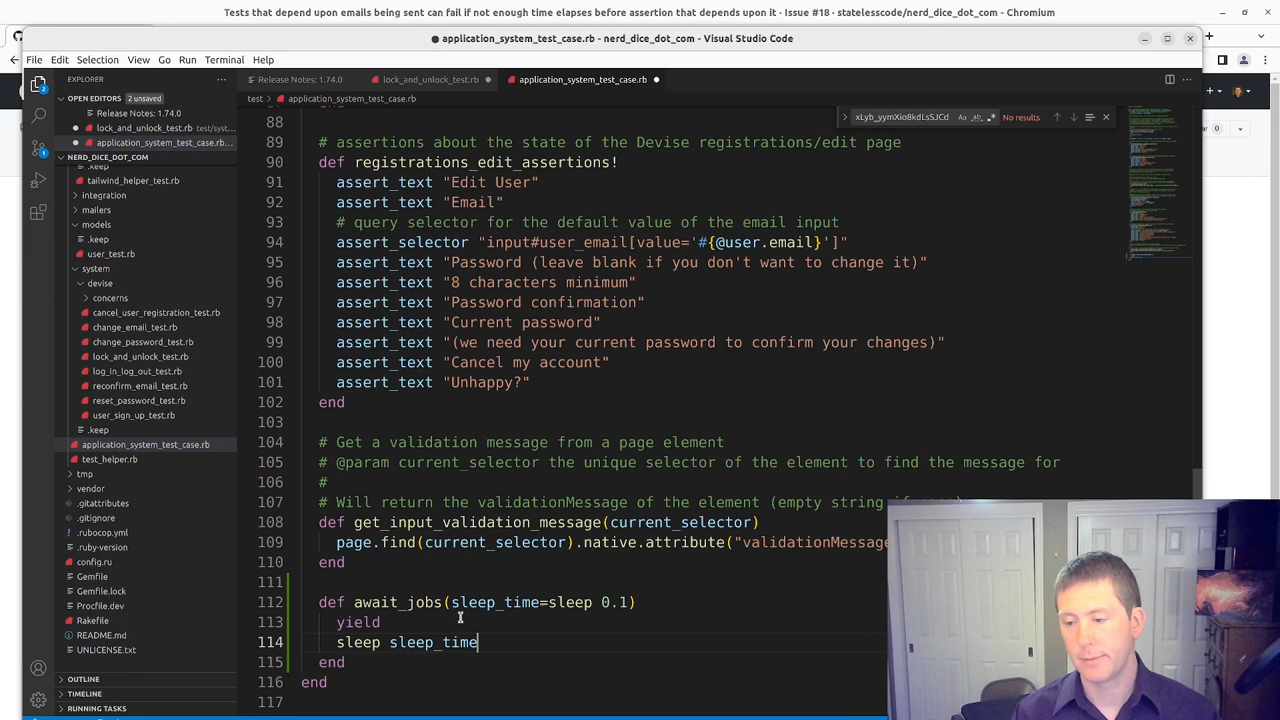 Tests that depend upon emails being sent can fail if not enough time elapses before assertion that depends upon it · Issue #18 · statelesscode/nerd_dice_dot_com - Chromium
● application_system_test_case.rb - nerd_dice_dot_com - Visual Studio Code
File Edit Selection View Go Run Terminal Help
EXPLORER
Release Notes: 1.74.0
lock_and_unlock_test.rb
application_system_test_case.rb
OPEN EDITORS 2 unsaved
test > application_system_test_case.rb
xLyb_yymXio8kdLsSJCd Aa ab .* No results
Release Notes: 1.74.0
lock_and_unlock_test.rb test/syst...
application_system_test_case.rb...
NERD_DICE_DOT_COM
.keep
tailwind_helper_test.rb
integration
mailers
models
.keep
user_test.rb
system
devise
concerns
cancel_user_registration_test.rb
change_email_test.rb
change_password_test.rb
lock_and_unlock_test.rb
log_in_log_out_test.rb
reconfirm_email_test.rb
reset_password_test.rb
user_sign_up_test.rb
.keep
application_system_test_case.rb
test_helper.rb
tmp
vendor
.gitattributes
.gitignore
.rubocop.yml
.ruby-version
config.ru
Gemfile
Gemfile.lock
Procfile.dev
Rakefile
README.md
UNLICENSE.txt
OUTLINE
TIMELINE
RUNNING TASKS
88
89 # assertions about the state of the Devise registrations/edit page
90 def registrations_edit_assertions!
91 assert_text "Edit User"
92 assert_text "Email"
93 # query selector for the default value of the email input
94 assert_selector "input#user_email[value='#{@user.email}']"
95 assert_text "Password (leave blank if you don't want to change it)"
96 assert_text "8 characters minimum"
97 assert_text "Password confirmation"
98 assert_text "Current password"
99 assert_text "(we need your current password to confirm your changes)"
100 assert_text "Cancel my account"
101 assert_text "Unhappy?"
102 end
103
104 # Get a validation message from a page element
105 # @param current_selector the unique selector of the element to find the message for
106 #
107 # Will return the validationMessage of the element (empty string
108 def get_input_validation_message(current_selector)
109 page.find(current_selector).native.attribute("validationMessage
110 end
111
112 def await_jobs(sleep_time=sleep 0.1)
113 yield
114 sleep sleep_time
115 end
116 end
117